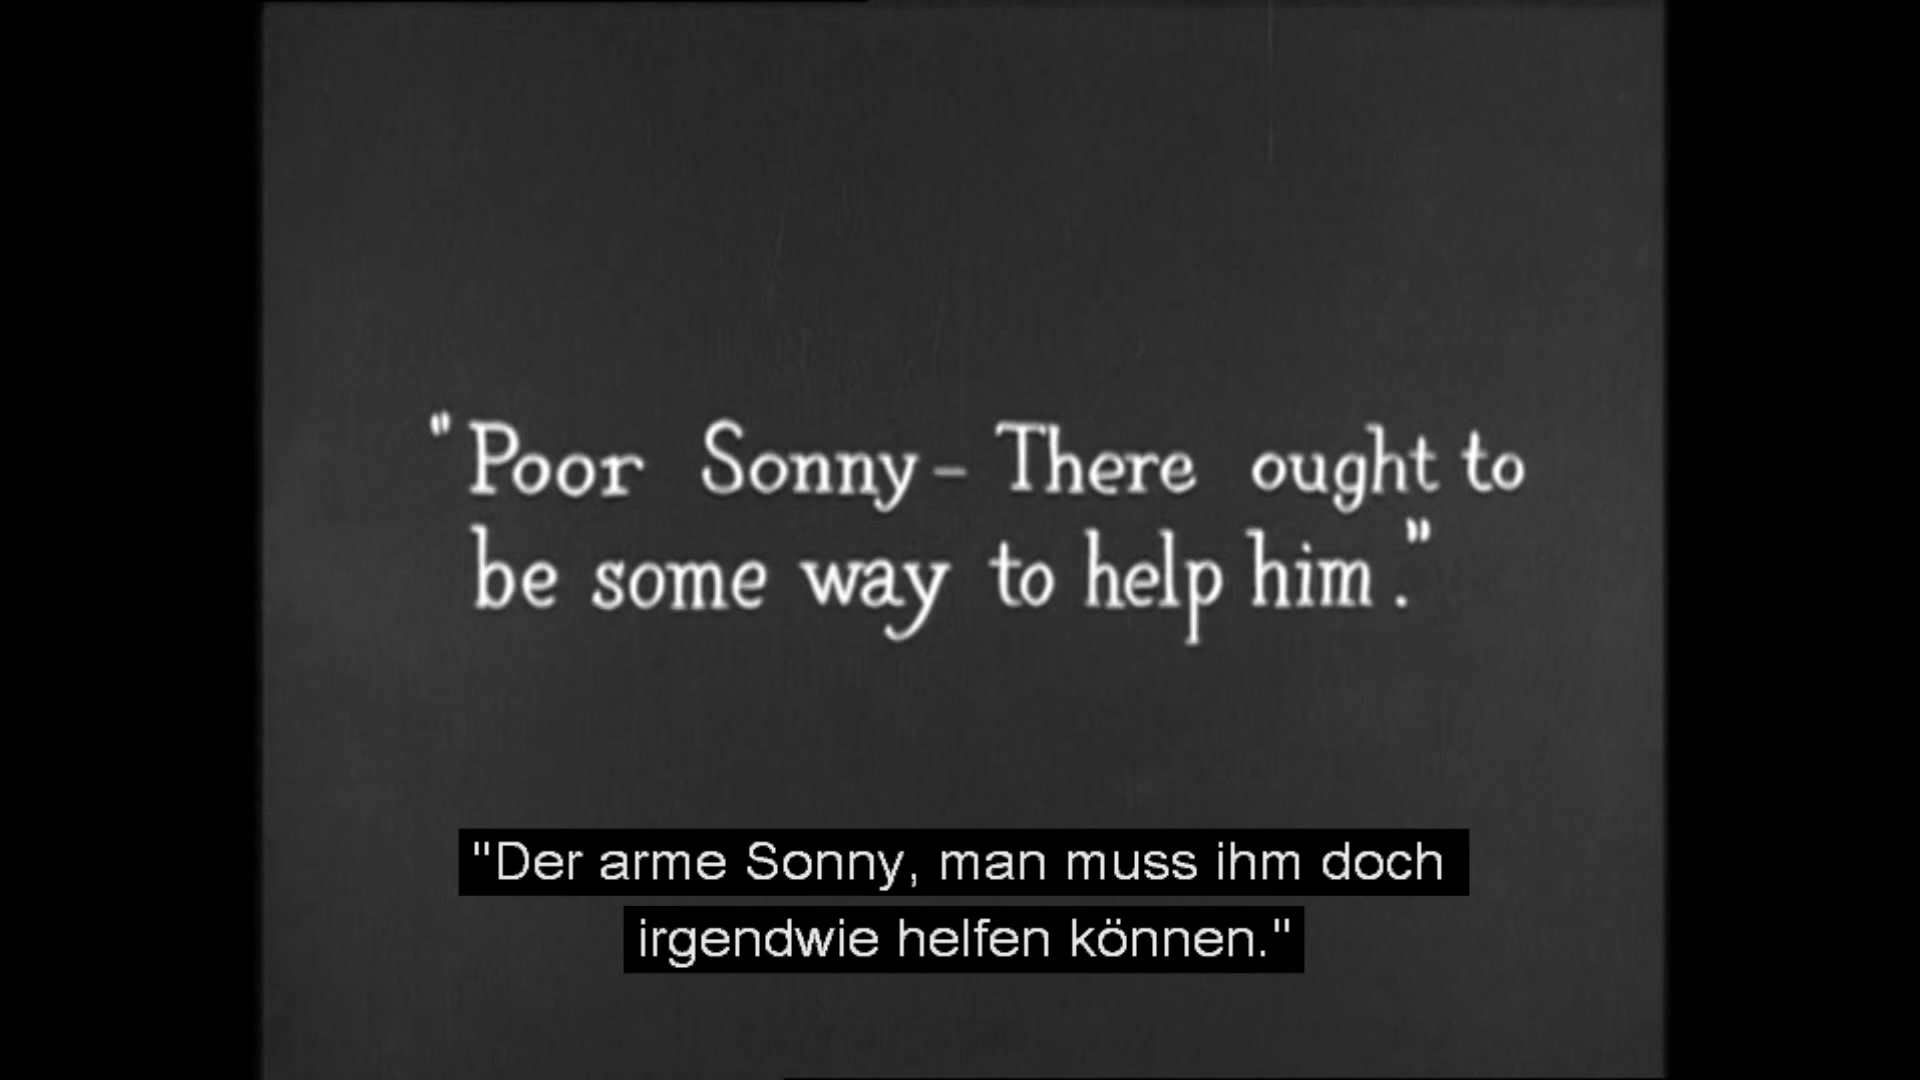 "Poor Sonny – There ought to
be some way to help him."
"Der arme Sonny, man muss ihm doch
irgendwie helfen können."